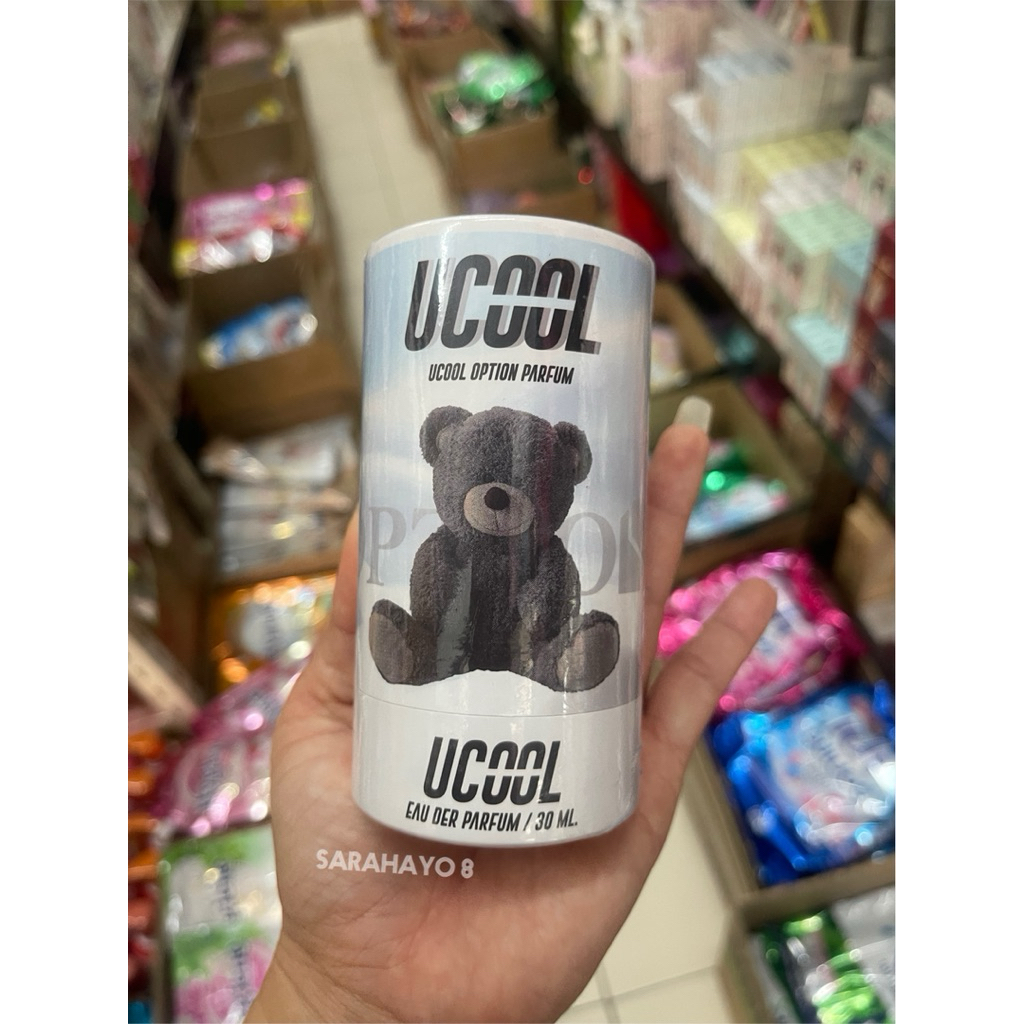 UCOOL
UCOOL OPTION PARFUM
UCOOL
EAU DER PARFUM / 30 ML.
SARAHAYO 8